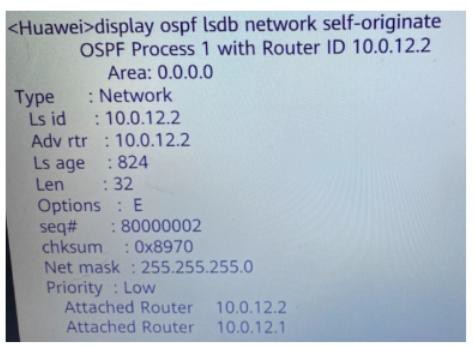 <Huawei>display ospf lsdb network self-originate
OSPF Process 1 with Router ID 10.0.12.2
Area: 0.0.0.0
Type : Network
Ls id : 10.0.12.2
Adv rtr : 10.0.12.2
Ls age : 824
Len : 32
Options : E
seq# : 80000002
chksum : 0x8970
Net mask : 255.255.255.0
Priority : Low
Attached Router 10.0.12.2
Attached Router 10.0.12.1